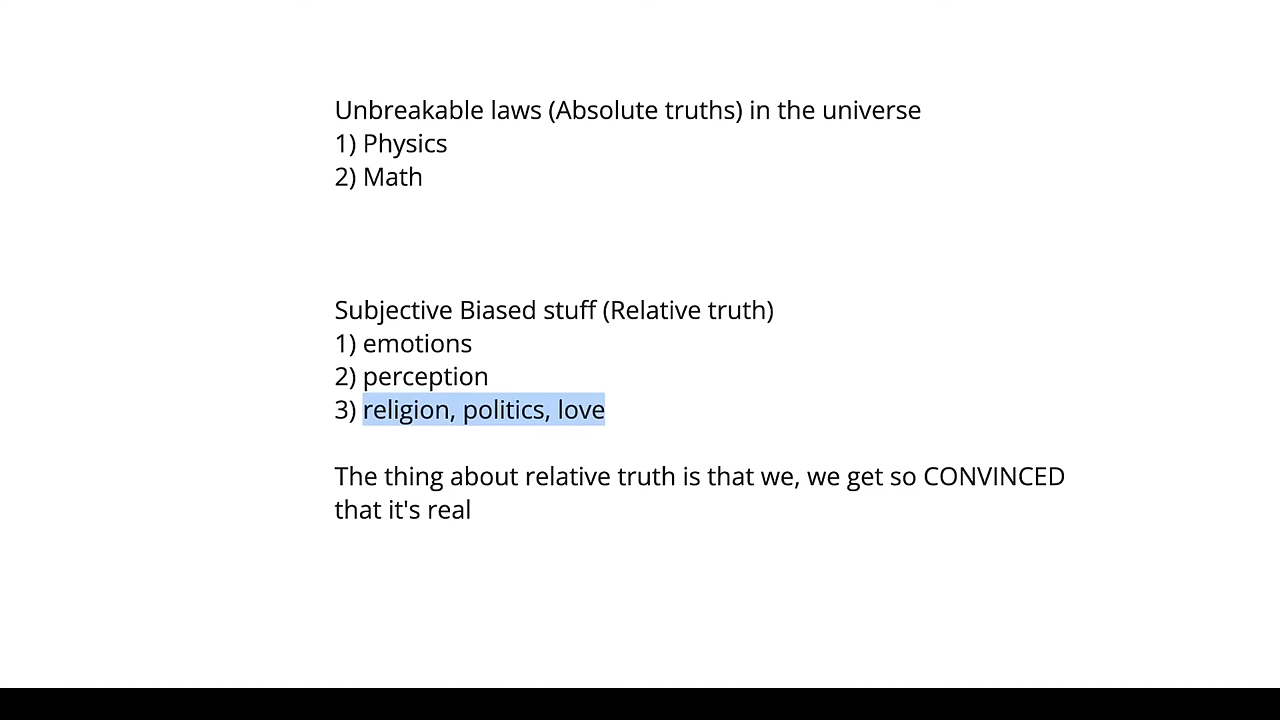 Unbreakable laws (Absolute truths) in the universe
1) Physics
2) Math
Subjective Biased stuff (Relative truth)
1) emotions
2) perception
3) religion, politics, love
The thing about relative truth is that we, we get so CONVINCED
that it's real